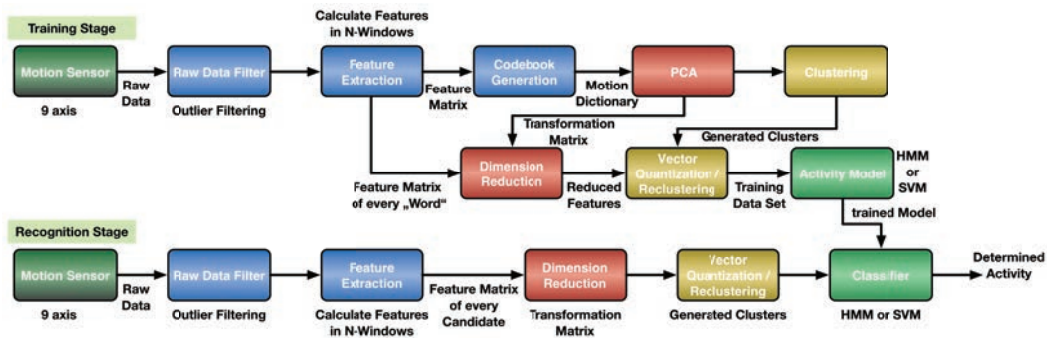 Training Stage
Calculate Features
in N-Windows
Motion Sensor
Raw
Data
Raw Data Filter
Feature
Extraction
Feature
Matrix
Codebook
Generation
Motion
Dictionary
PCA
Clustering
9 axis
Outlier Filtering
Transformation
Matrix
Generated Clusters
Feature Matrix
of every „Word“
Dimension
Reduction
Reduced
Features
Vector
Quantization /
Reclustering
Training
Data Set
Activity Model
HMM
or
SVM
trained Model
Recognition Stage
Motion Sensor
Raw
Data
Raw Data Filter
Feature
Extraction
Feature Matrix
of every
Candidate
Dimension
Reduction
Vector
Quantization /
Reclustering
Classifier
Determined
Activity
9 axis
Outlier Filtering
Calculate Features
in N-Windows
Transformation
Matrix
Generated Clusters
HMM or SVM